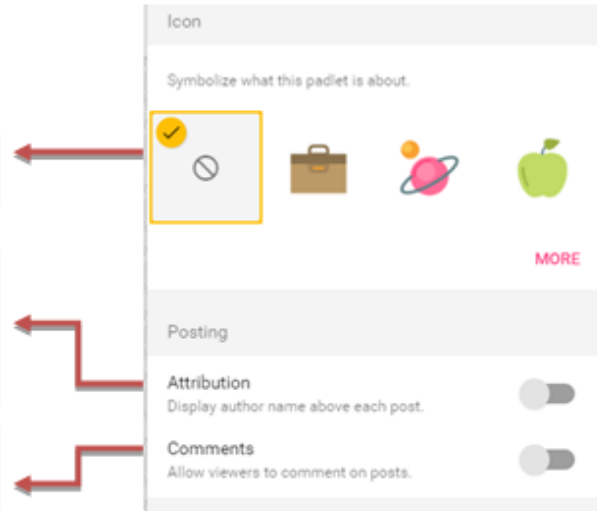 Icon
Symbolize what this padlet is about.
MORE
Posting
Attribution
Display author name above each post.
Comments
Allow viewers to comment on posts.